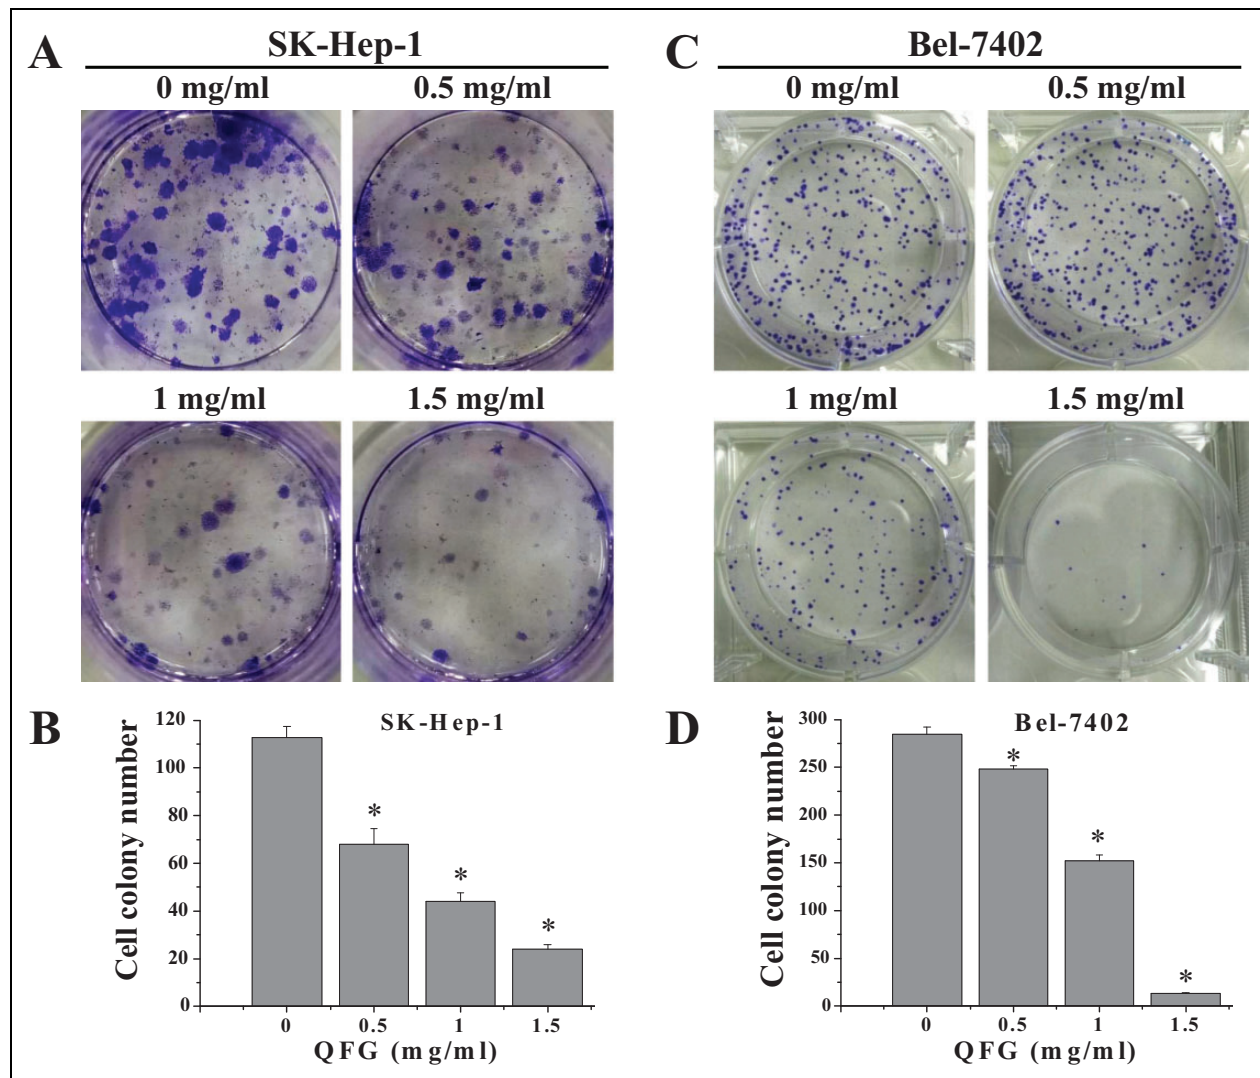 A
SK-Hep-1
0 mg/ml
0.5 mg/ml
1 mg/ml
1.5 mg/ml
C
Bel-7402
0 mg/ml
0.5 mg/ml
1 mg/ml
1.5 mg/ml
B
SK-Hep-1
Cell colony number
120
100
80
60
40
20
0
*
*
*
0 0.5 1 1.5
QFG (mg/ml)
D
Bel-7402
Cell colony number
300
250
200
150
100
50
0
*
*
*
0 0.5 1 1.5
QFG (mg/ml)